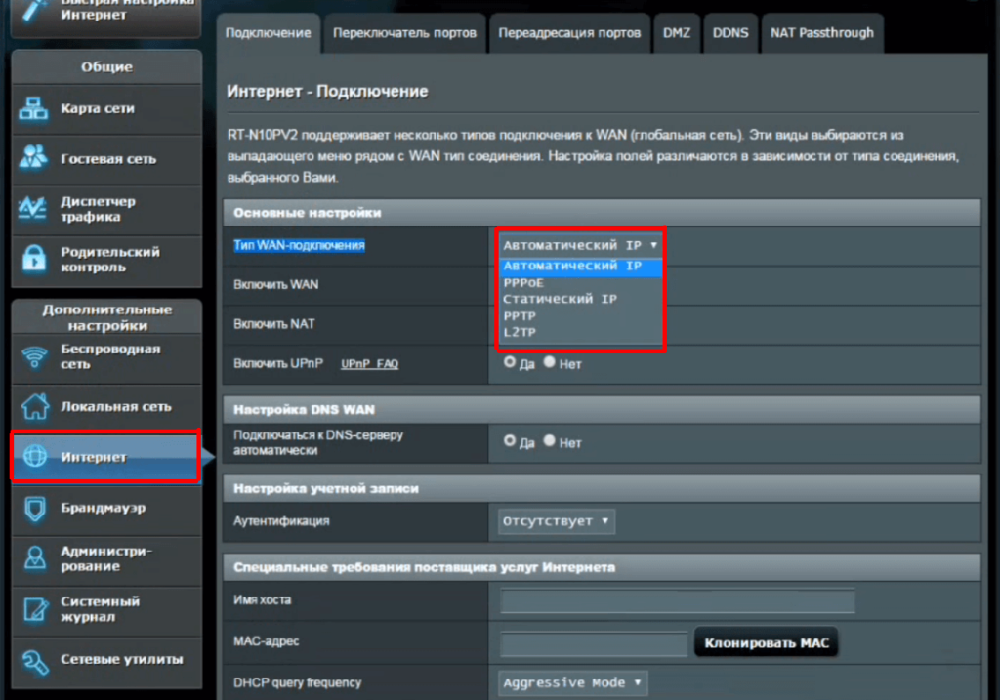 Быстрая настройка
Интернет
Общие
Карта сети
Гостевая сеть
Диспетчер
трафика
Родительский
контроль
Дополнительные
настройки
Беспроводная
сеть
Локальная сеть
Интернет
Брандмауэр
Администри-
рование
Системный
журнал
Сетевые утилиты
Подключение
Переключатель портов
Переадресация портов
DMZ
DDNS
NAT Passthrough
Интернет - Подключение
RT-N10PV2 поддерживает несколько типов подключения к WAN (глобальная сеть). Эти виды выбираются из
выпадающего меню рядом с WAN тип соединения. Настройка полей различаются в зависимости от типа соединения,
выбранного Вами.
Основные настройки
Тип WAN-подключения
Автоматический IP
Автоматический IP
PPPoE
Статический IP
PPTP
L2TP
Включить WAN
Включить NAT
Включить UPnP UPnP FAQ
Да Нет
Настройка DNS WAN
Подключаться к DNS-серверу
автоматически
Да Нет
Настройка учетной записи
Аутентификация
Отсутствует
Специальные требования поставщика услуг Интернета
Имя хоста
MAC-адрес
Клонировать MAC
DHCP query frequency
Aggressive Mode